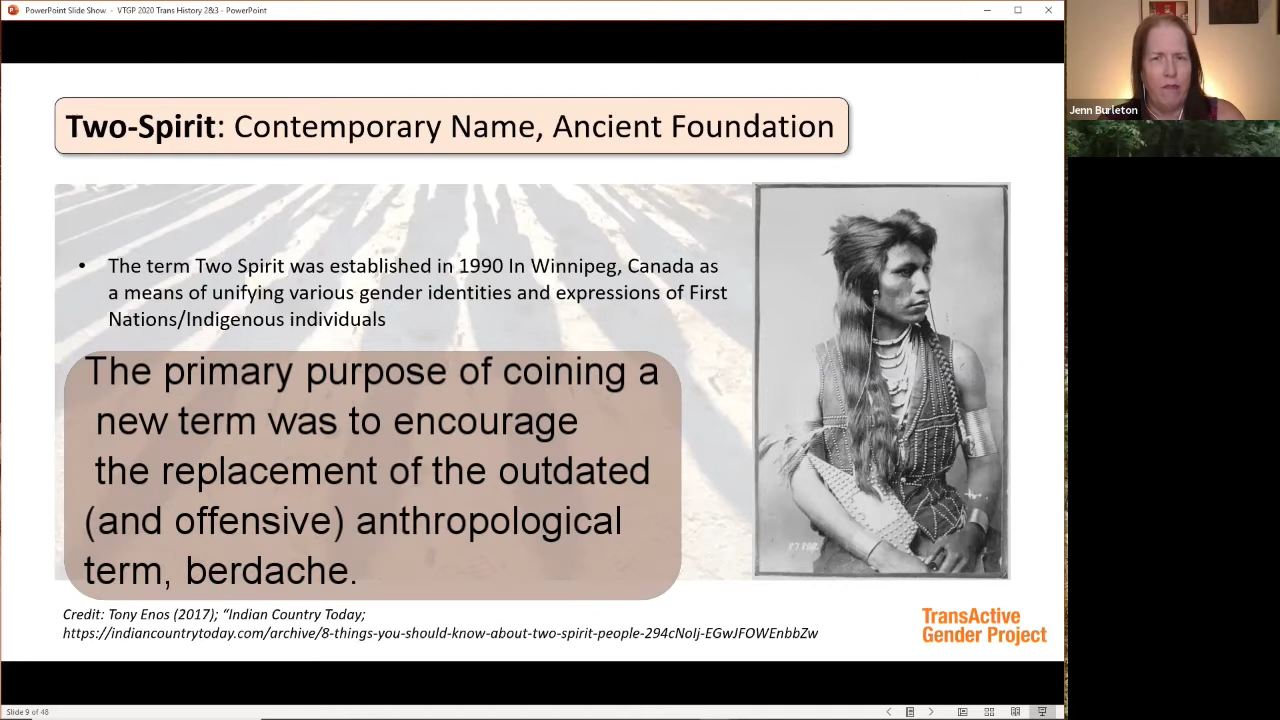 PowerPoint Slide Show - VTGP 2020 Trans History 2&3 - PowerPoint
Jenn Burleton
Two-Spirit: Contemporary Name, Ancient Foundation
• The term Two Spirit was established in 1990 In Winnipeg, Canada as
a means of unifying various gender identities and expressions of First
Nations/Indigenous individuals
The primary purpose of coining a
new term was to encourage
the replacement of the outdated
(and offensive) anthropological
term, berdache.
Credit: Tony Enos (2017); “Indian Country Today;
https://indiancountrytoday.com/archive/8-things-you-should-know-about-two-spirit-people-294cNoIj-EGwJFOWEnbbZw
TransActive
Gender Project
Slide 9 of 48